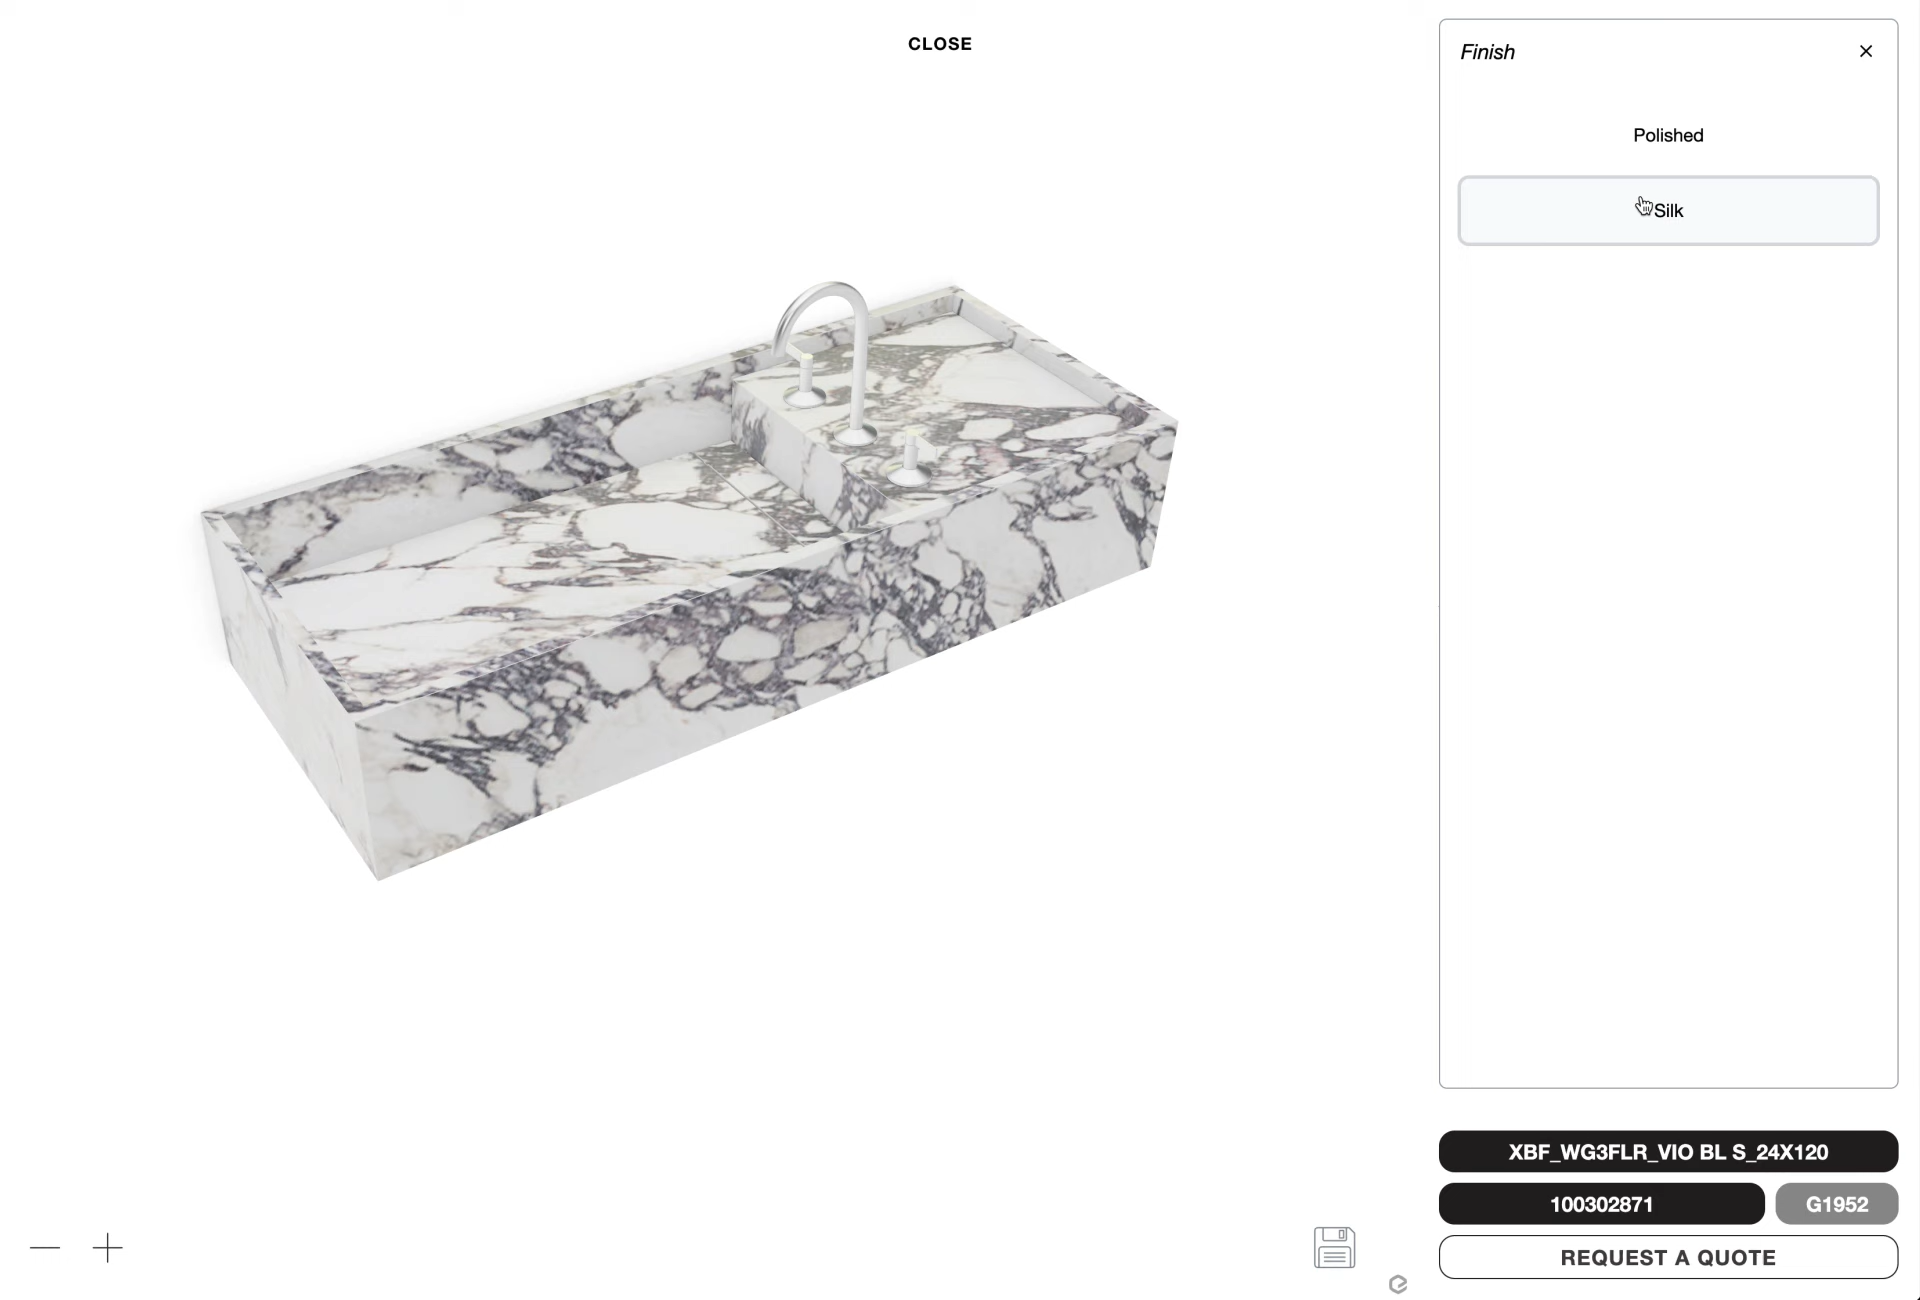 CLOSE
Finish
Polished
Silk
XBF_WG3FLR_VIO BL S_24X120
100302871
G1952
REQUEST A QUOTE